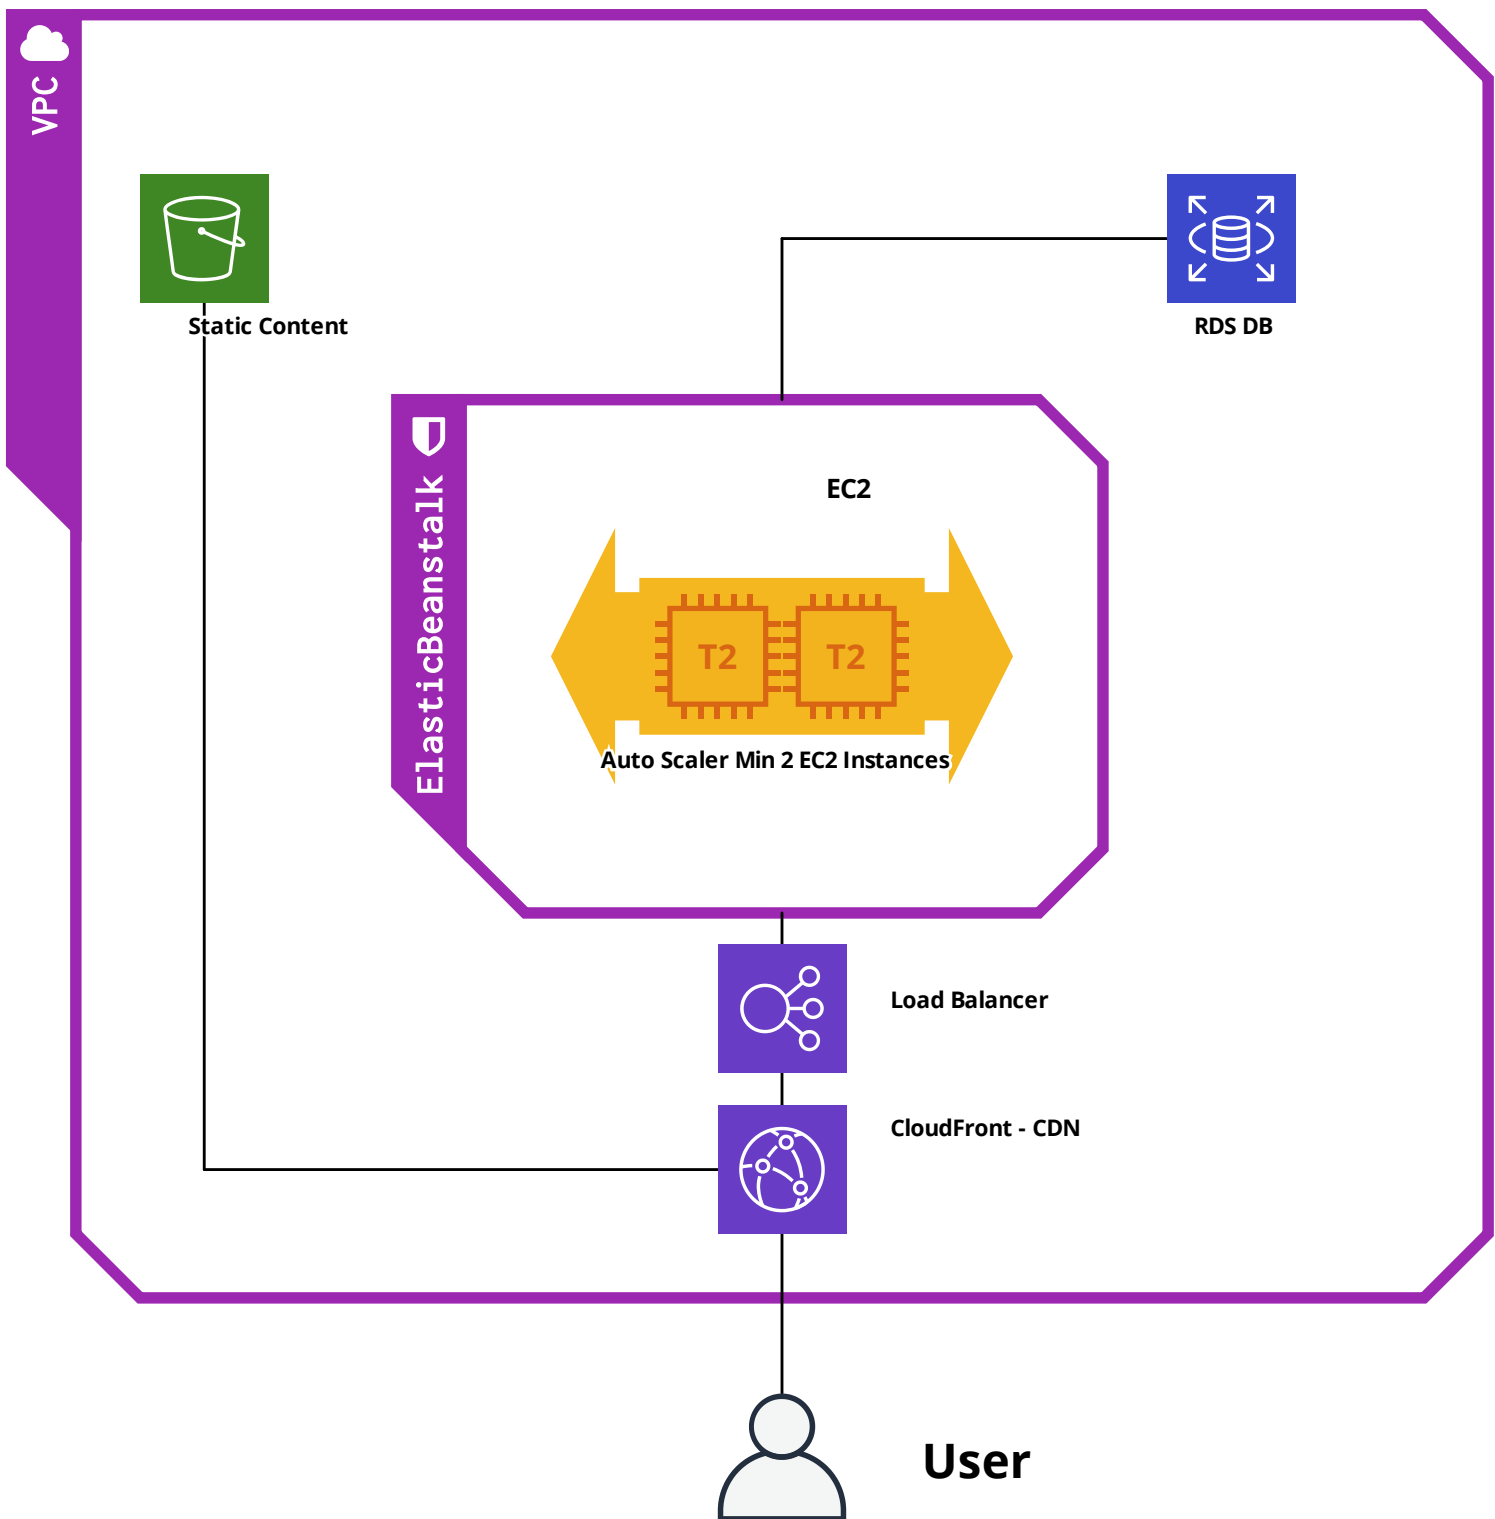 VPC
Static Content
RDS DB
ElasticBeanstalk
EC2
T2 T2
Auto Scaler Min 2 EC2 Instances
Load Balancer
CloudFront - CDN
User